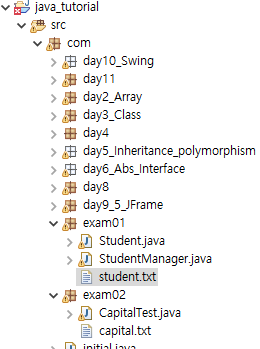 java_tutorial
src
com
day10_Swing
day11
day2_Array
day3_Class
day4
day5_Inheritance_polymorphism
day6_Abs_Interface
day8
day9_5_JFrame
exam01
Student.java
StudentManager.java
student.txt
exam02
CapitalTest.java
capital.txt
initial.java